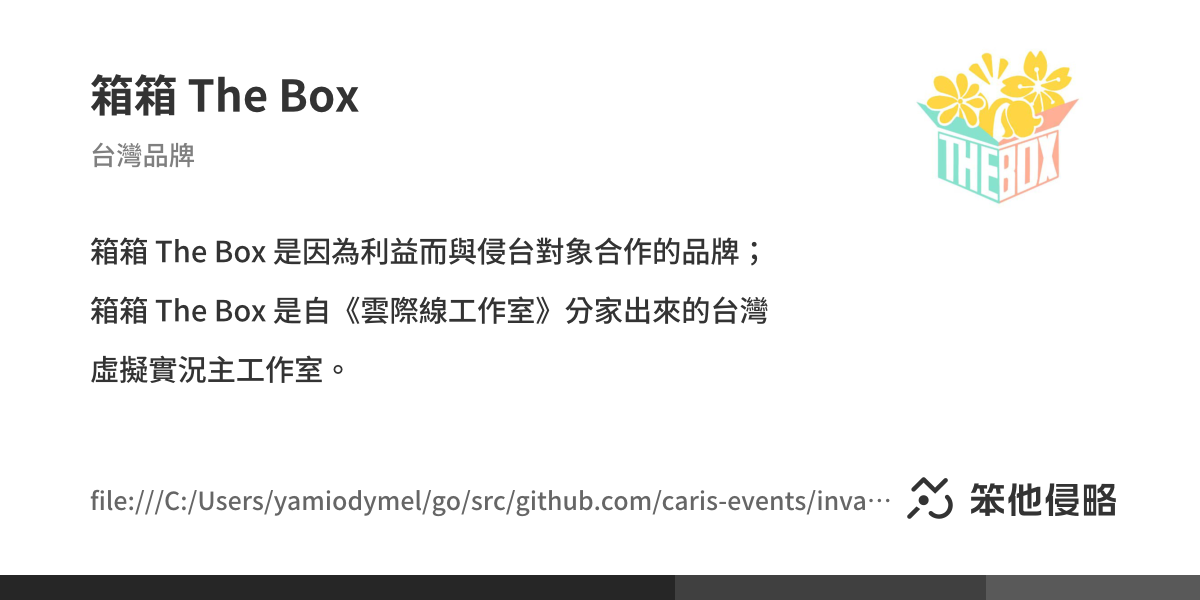 箱箱 The Box
台灣品牌
THE BOX
箱箱 The Box 是因為利益而與侵台對象合作的品牌；
箱箱 The Box 是自《雲際線工作室》分家出來的台灣
虛擬實況主工作室。
file:///C:/Users/yamiodymel/go/src/github.com/caris-events/inva…
笨他侵略